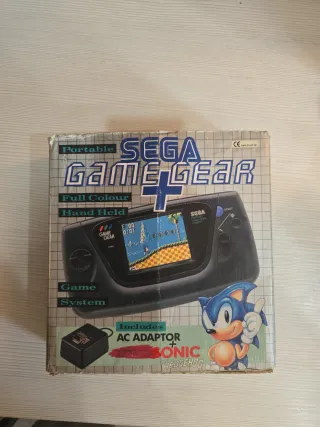 Portable
SEGA
GAME GEAR
+
Full Colour
Hand Held
GAME
GEAR
SEGA
Game
System
Includes
AC ADAPTOR
+
SONIC